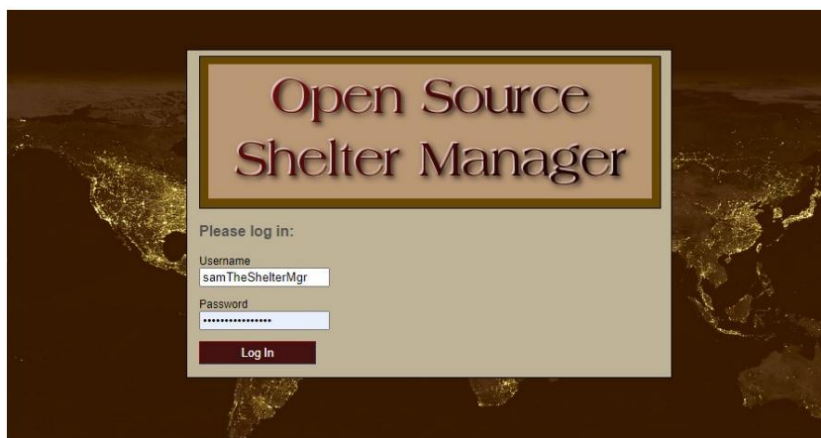 Open Source
Shelter Manager
Please log in:
Username
samTheShelterMgr
Password
••••••••••••••••
Log In